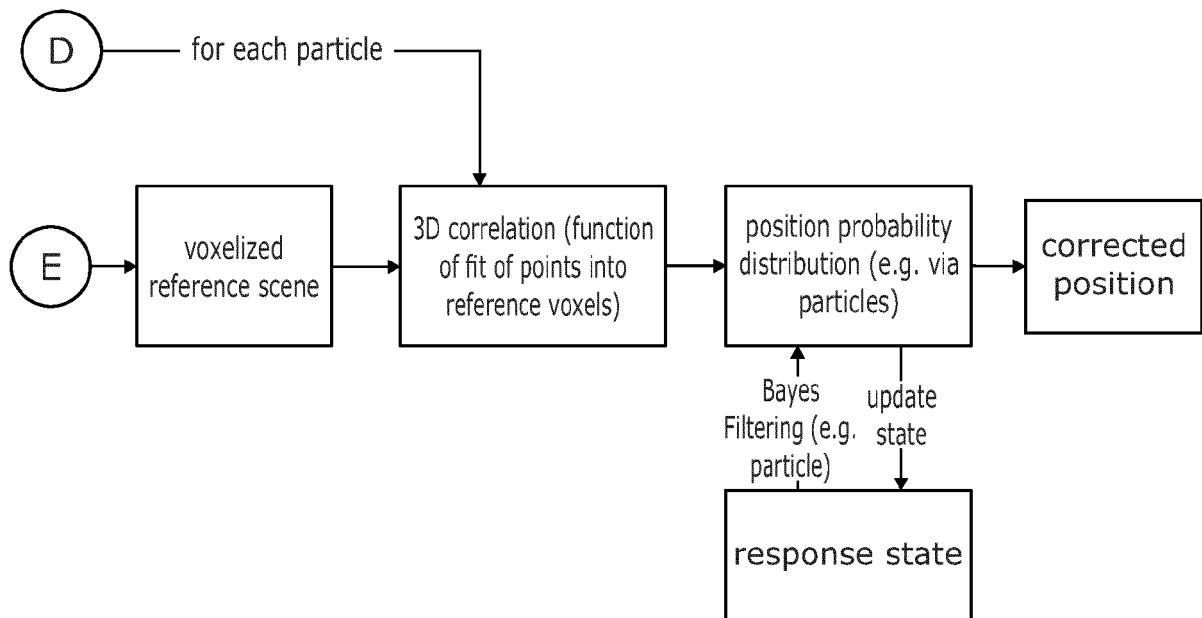 D
for each particle
E
voxelized
reference scene
3D correlation (function
of fit of points into
reference voxels)
position probability
distribution (e.g. via
particles)
corrected
position
Bayes
Filtering (e.g.
particle)
update
state
response state